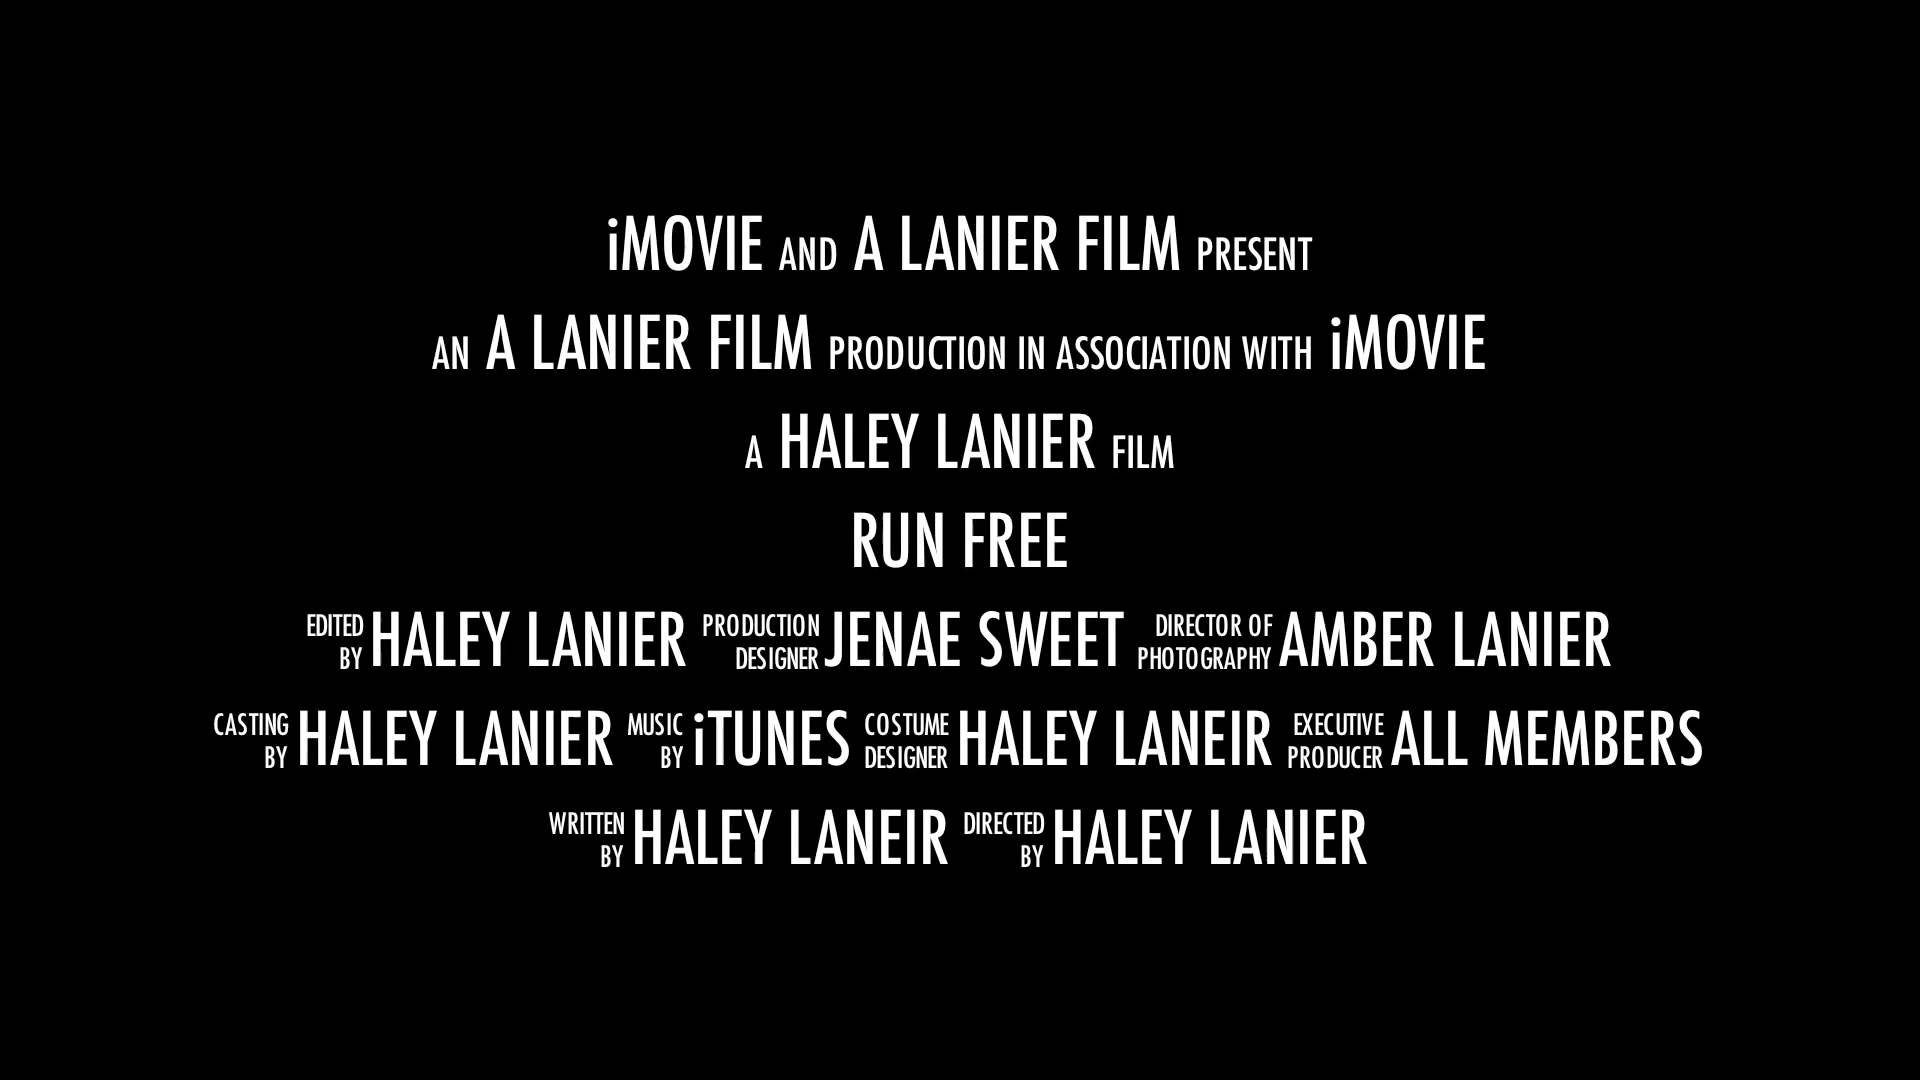 iMOVIE AND A LANIER FILM PRESENT
AN A LANIER FILM PRODUCTION IN ASSOCIATION WITH iMOVIE
A HALEY LANIER FILM
RUN FREE
EDITED BY HALEY LANIER PRODUCTION DESIGNER JENAE SWEET DIRECTOR OF PHOTOGRAPHY AMBER LANIER
CASTING BY HALEY LANIER MUSIC BY iTUNES COSTUME DESIGNER HALEY LANEIR EXECUTIVE PRODUCER ALL MEMBERS
WRITTEN BY HALEY LANEIR DIRECTED BY HALEY LANIER